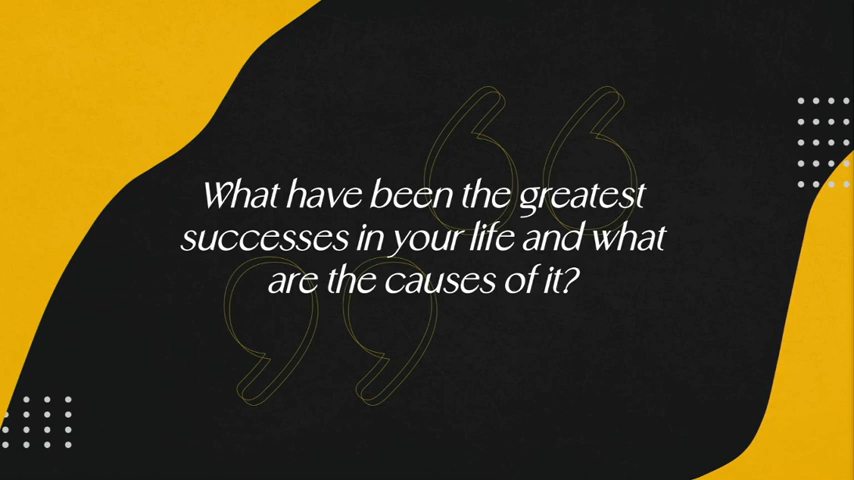 What have been the greatest
successes in your life and what
are the causes of it?